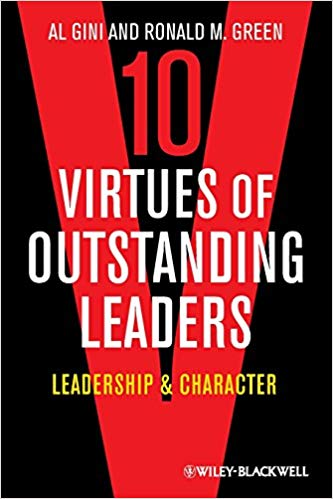 AL GINI AND RONALD M. GREEN
10
VIRTUES OF
OUTSTANDING
LEADERS
LEADERSHIP & CHARACTER
WILEY-BLACKWELL